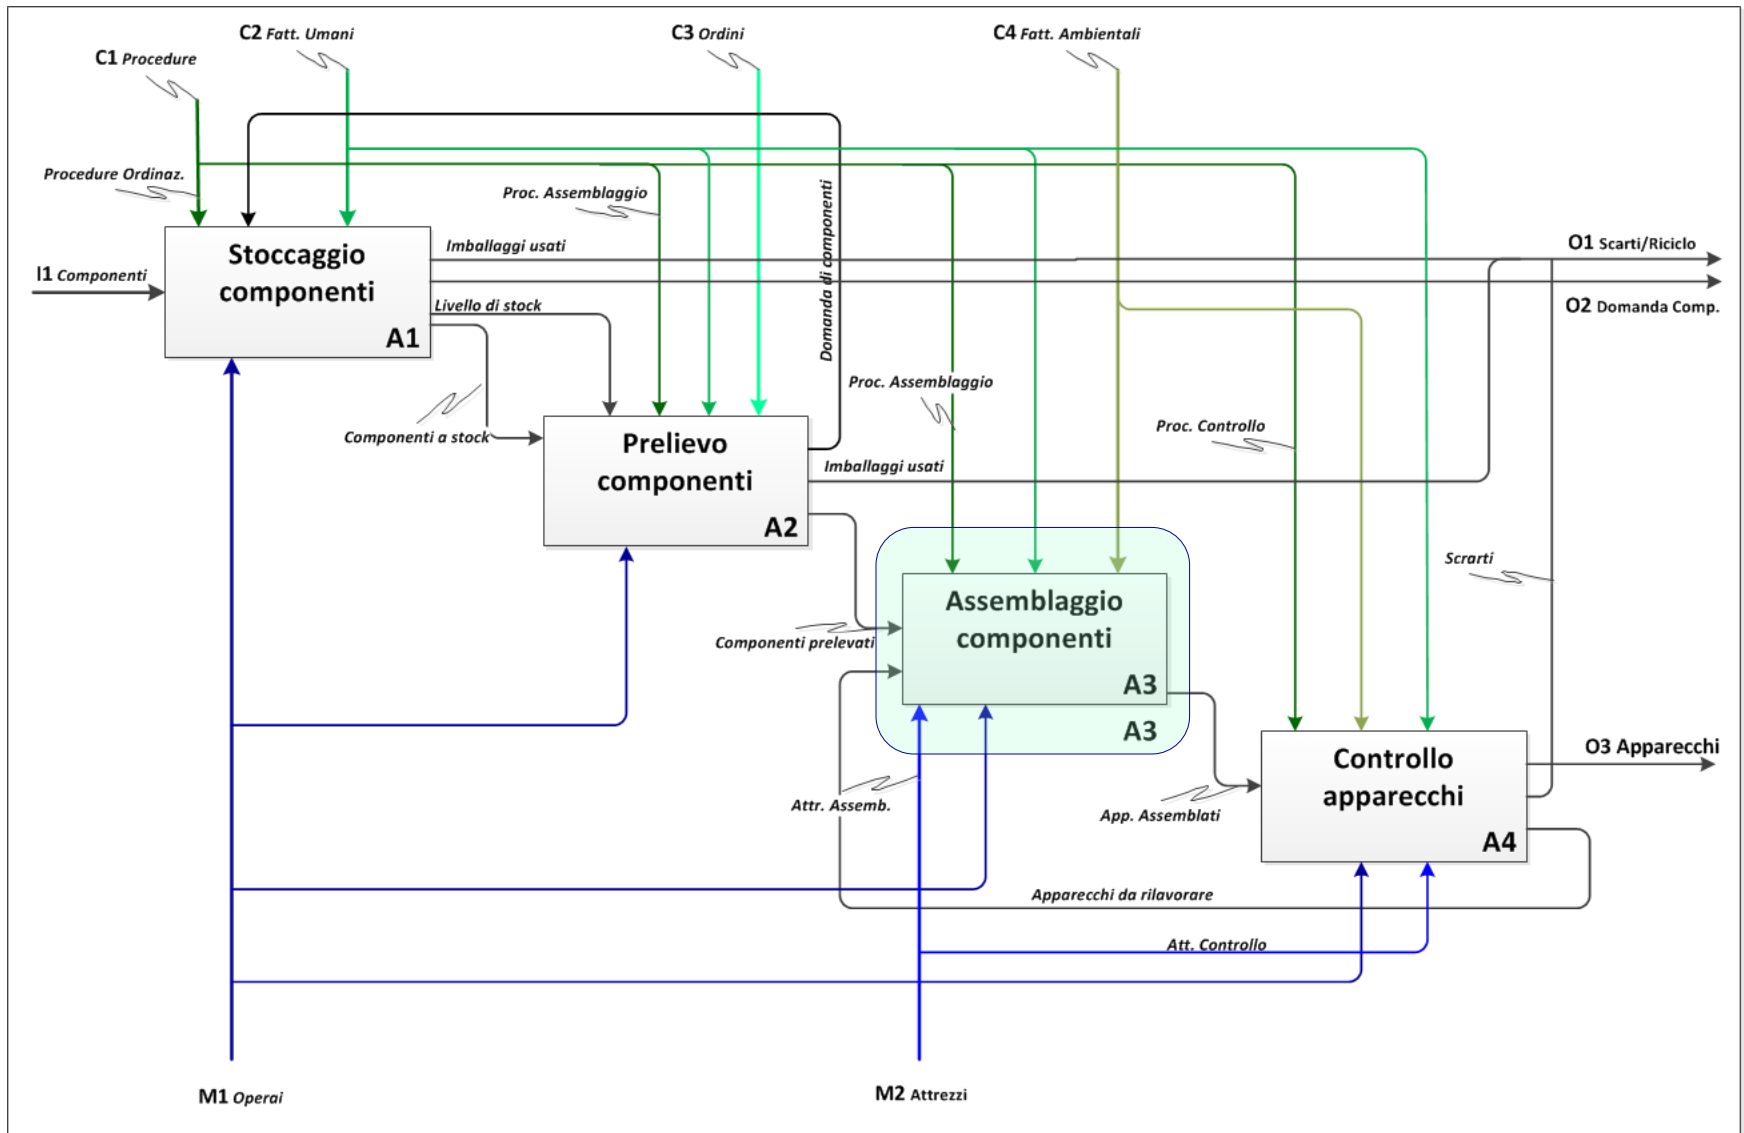 C2 Fatt. Umani
C3 Ordini
C4 Fatt. Ambientali
C1 Procedure
Procedure Ordinaz.
Proc. Assemblaggio
Domanda di componenti
Stoccaggio
componenti
A1
Imballaggi usati
O1 Scarti/Riciclo
I1 Componenti
Livello di stock
O2 Domanda Comp.
Proc. Assemblaggio
Componenti a stock
Proc. Controllo
Prelievo
componenti
A2
Imballaggi usati
Scrarti
Assemblaggio
componenti
A3
A3
Componenti prelevati
O3 Apparecchi
Controllo
apparecchi
A4
Attr. Assemb.
App. Assemblati
Apparecchi da rilavorare
Att. Controllo
M1 Operai
M2 Attrezzi